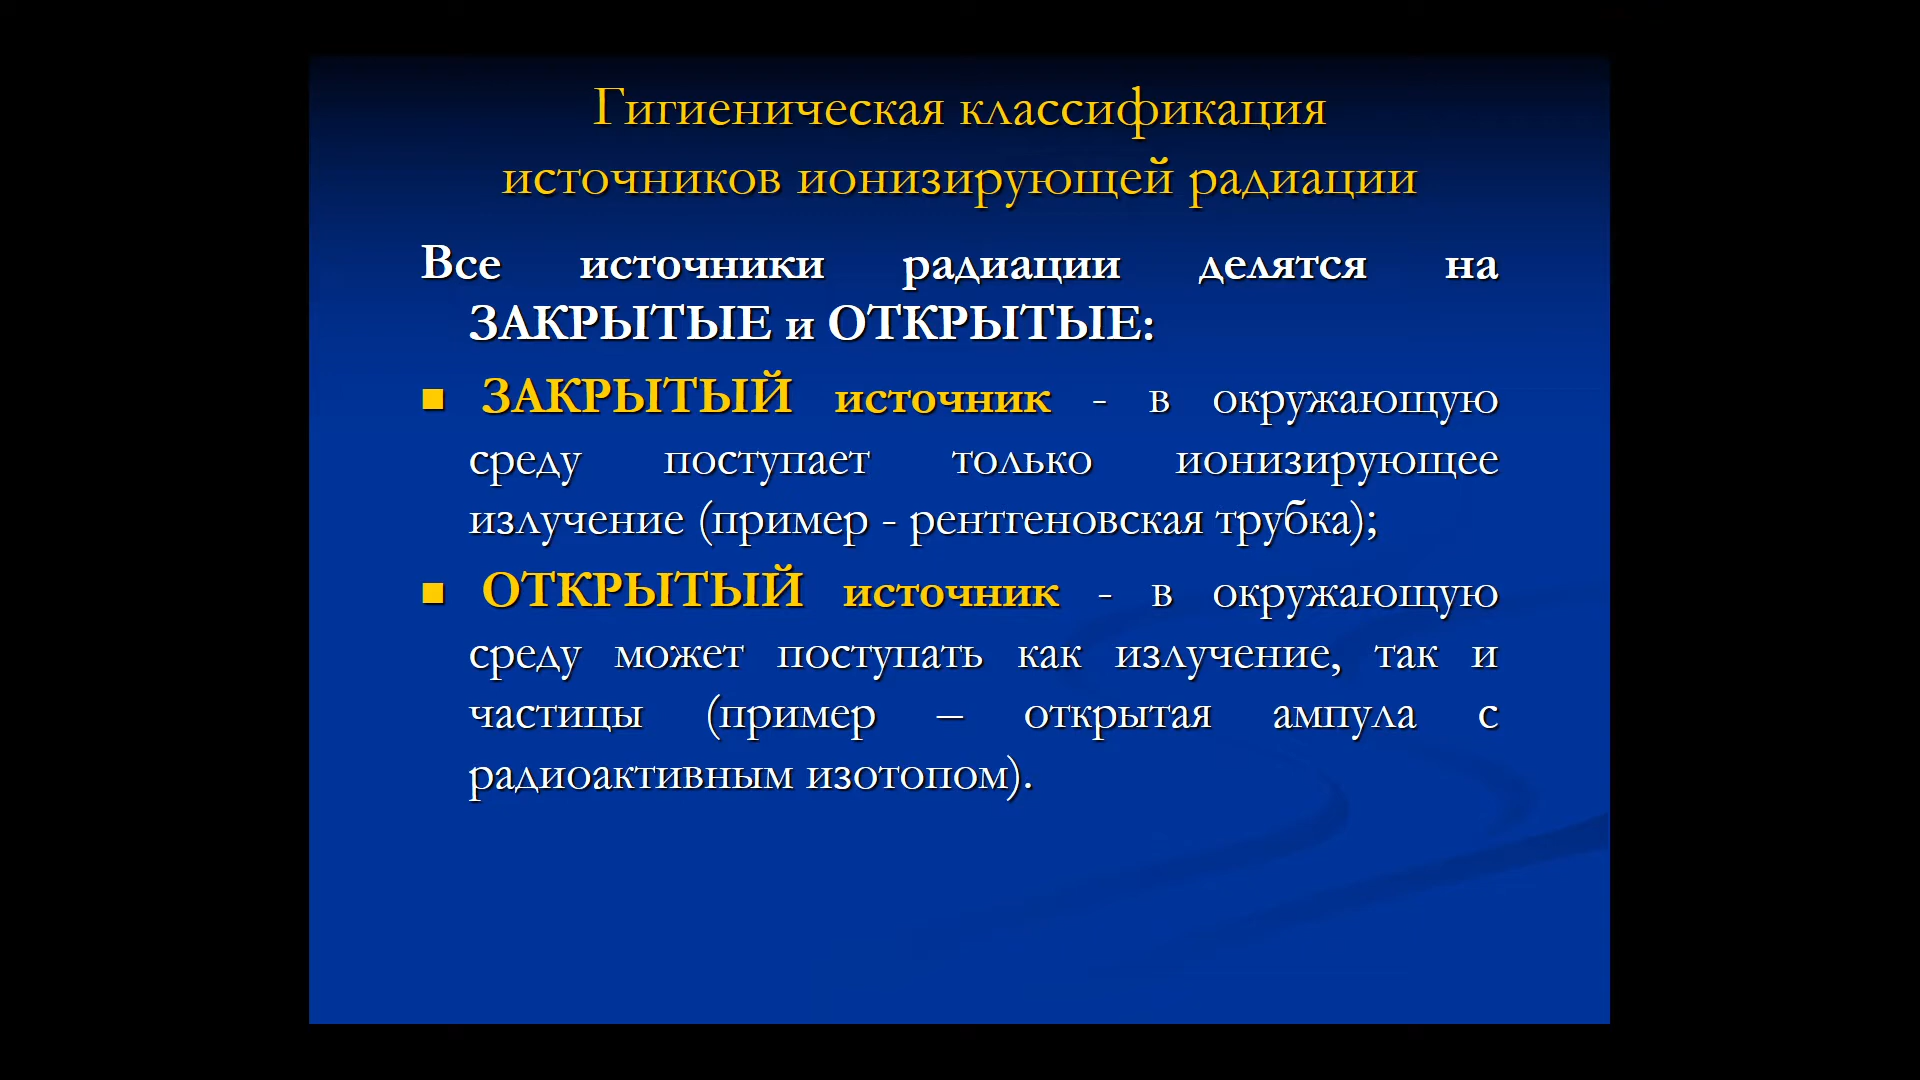 Гигиеническая классификация
источников ионизирующей радиации
Все источники радиации делятся на
ЗАКРЫТЫЕ и ОТКРЫТЫЕ:
ЗАКРЫТЫЙ источник - в окружающую
среду поступает только ионизирующее
излучение (пример - рентгеновская трубка);
ОТКРЫТЫЙ источник - в окружающую
среду может поступать как излучение, так и
частицы (пример – открытая ампула с
радиоактивным изотопом).